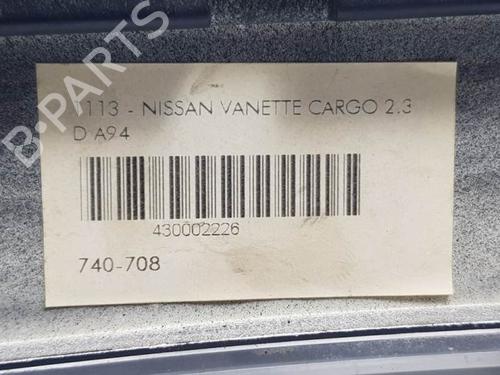 1113 - NISSAN VANETTE CARGO 2.3
D A94
430002226
740-708
B-PARTS